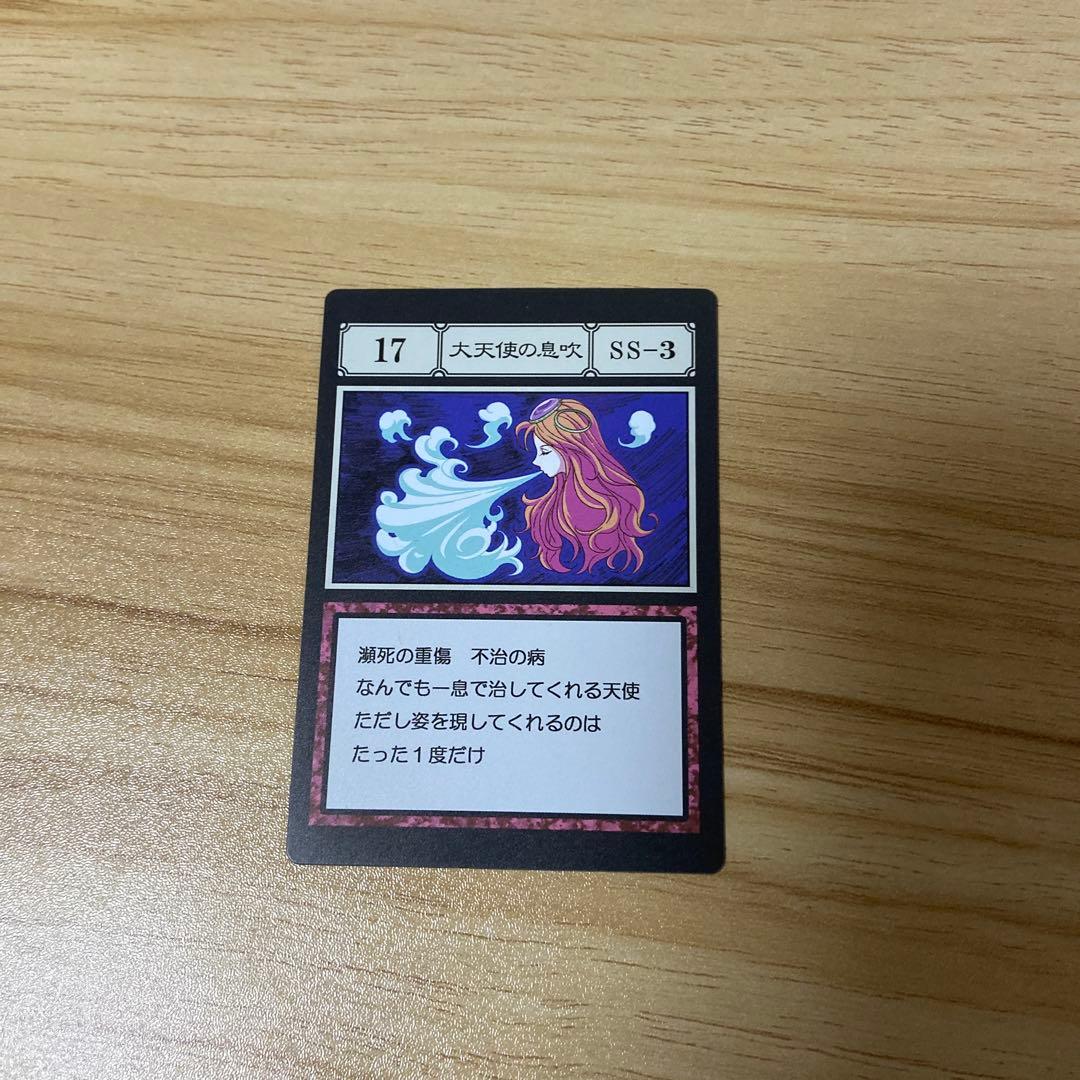 17 大天使の息吹 SS-3
瀕死の重傷　不治の病
なんでも一息で治してくれる天使
ただし姿を現してくれるのは
たった1度だけ